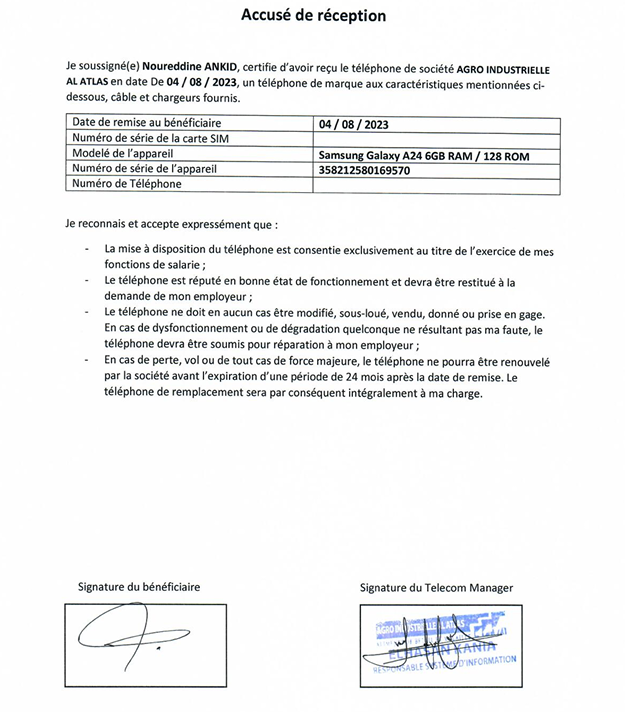 Accusé de réception
Je soussigné(e) Noureddine ANKID, certifie d'avoir reçu le téléphone de société AGRO INDUSTRIELLE
AL ATLAS en date De 04 / 08 / 2023, un téléphone de marque aux caractéristiques mentionnées ci-
dessous, câble et chargeurs fournis.
Date de remise au bénéficiaire 04 / 08 / 2023
Numéro de série de la carte SIM
Modelé de l'appareil Samsung Galaxy A24 6GB RAM / 128 ROM
Numéro de série de l'appareil 358212580169570
Numéro de Téléphone
Je reconnais et accepte expressément que :
- La mise à disposition du téléphone est consentie exclusivement au titre de l'exercice de mes
fonctions de salarie ;
- Le téléphone est réputé en bonne état de fonctionnement et devra être restitué à la
demande de mon employeur ;
- Le téléphone ne doit en aucun cas être modifié, sous-loué, vendu, donné ou prise en gage.
En cas de dysfonctionnement ou de dégradation quelconque ne résultant pas ma faute, le
téléphone devra être soumis pour réparation à mon employeur ;
- En cas de perte, vol ou de tout cas de force majeure, le téléphone ne pourra être renouvelé
par la société avant l'expiration d'une période de 24 mois après la date de remise. Le
téléphone de remplacement sera par conséquent intégralement à ma charge.
Signature du bénéficiaire Signature du Telecom Manager
AGRO INDUSTRIELLE ATLAS
RESPONSABLE SYSTEME D'INFORMATION